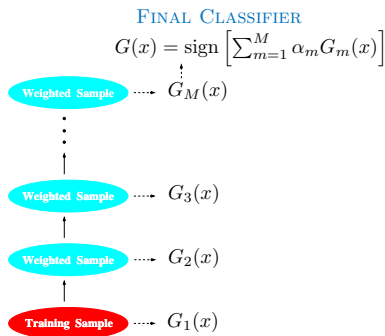 FINAL CLASSIFIER
G(x) = sign [∑_{m=1}^{M} α_m G_m(x)]
Weighted Sample G_M(x)
Weighted Sample G_3(x)
Weighted Sample G_2(x)
Training Sample G_1(x)